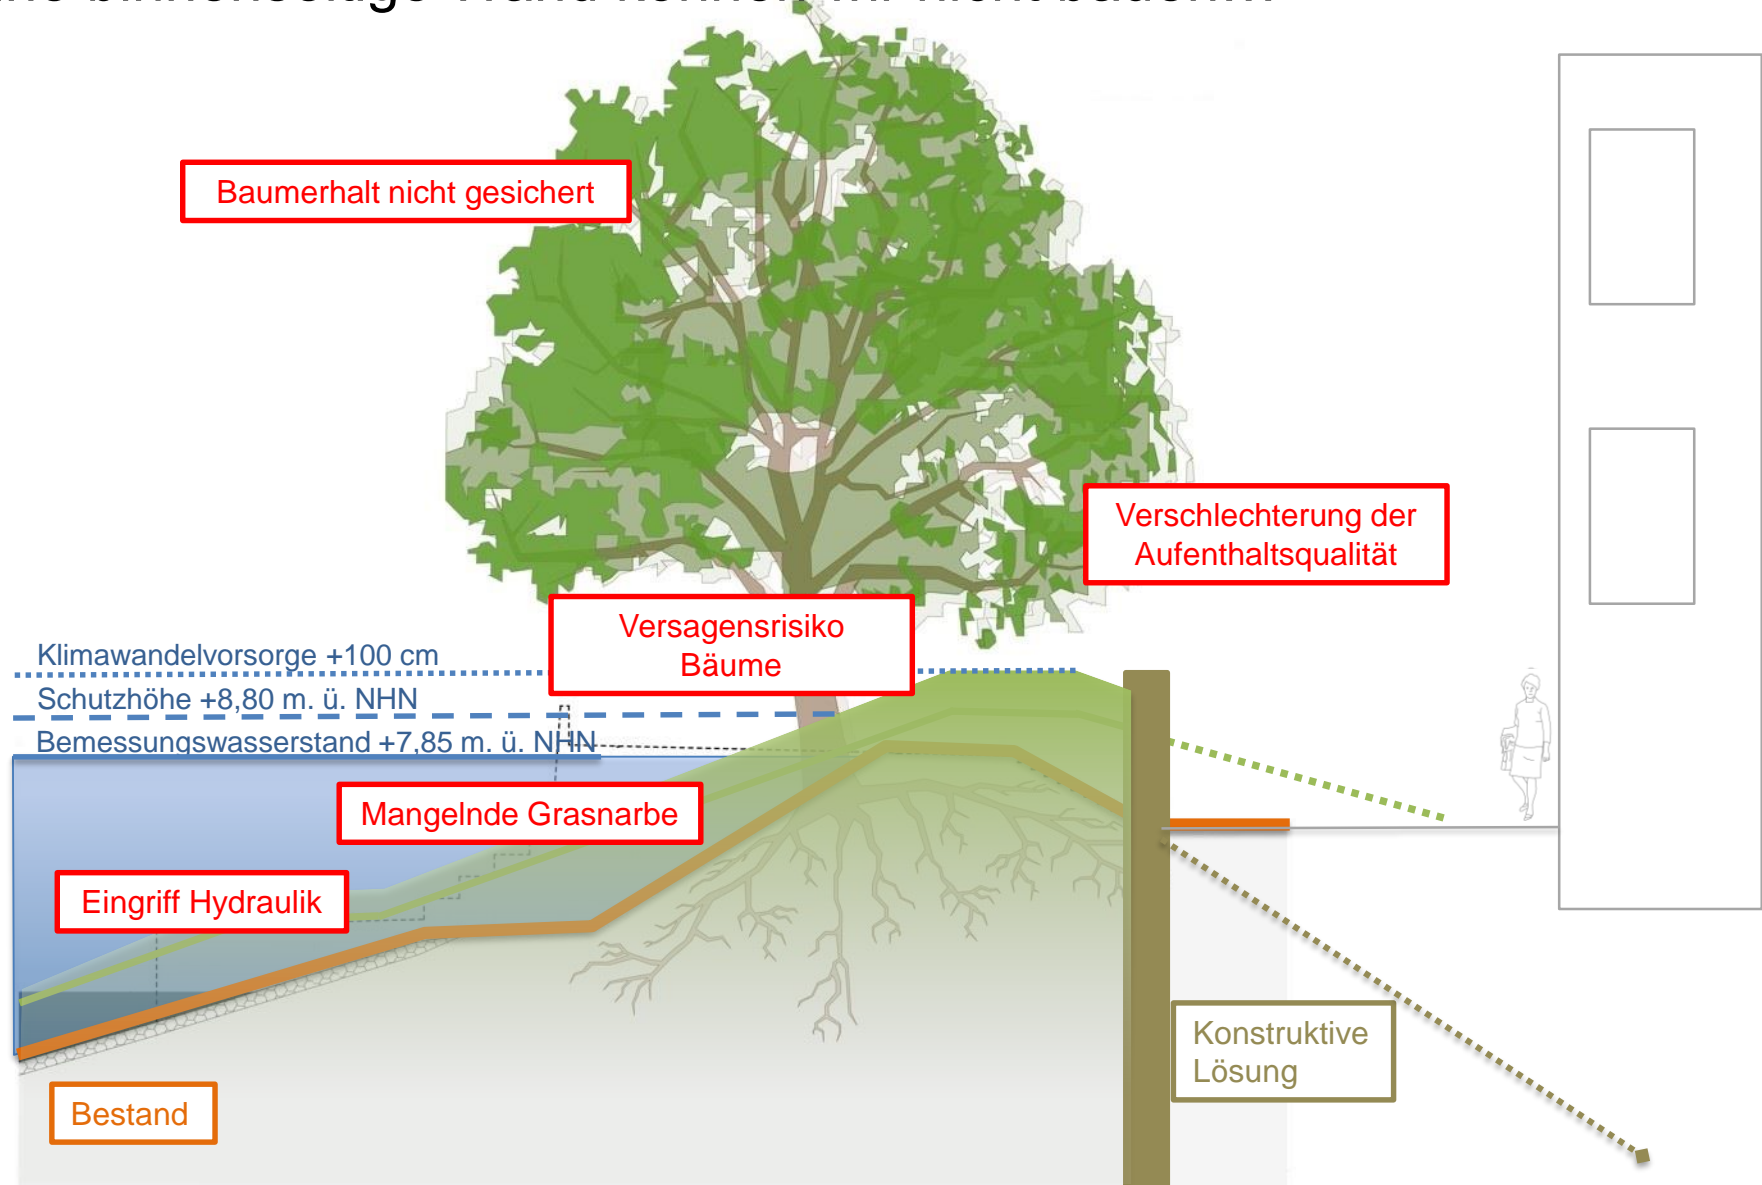 Baumerhalt nicht gesichert
Verschlechterung der
Aufenthaltsqualität
Versagensrisiko
Bäume
Klimawandelvorsorge +100 cm
Schutzhöhe +8,80 m. ü. NHN
Bemessungswasserstand +7,85 m. ü. NHN
Mangelnde Grasnarbe
Eingriff Hydraulik
Konstruktive
Lösung
Bestand